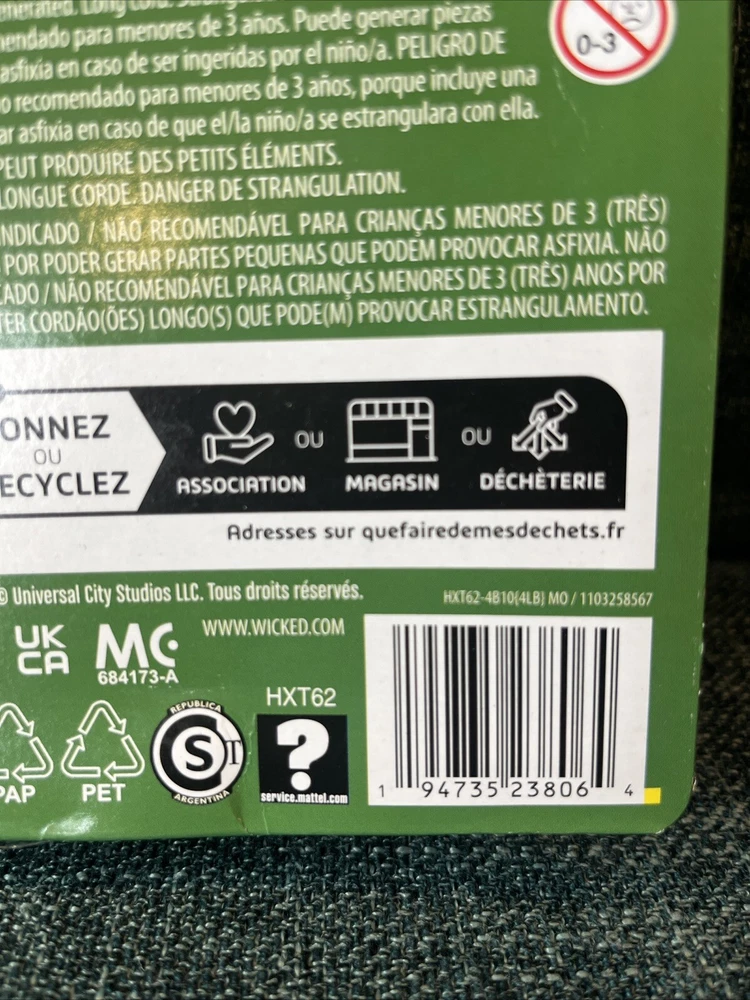 Long cord.
mendado para menores de 3 años. Puede generar piezas
asfixia en caso de ser ingeridas por el niño/a. PELIGRO DE
o recomendado para menores de 3 años, porque incluye una
ar asfixia en caso de que el/la niño/a se estrangulara con ella.
0-3
PEUT PRODUIRE DES PETITS ÉLÉMENTS.
LONGUE CORDE. DANGER DE STRANGULATION.
NDICADO / NÃO RECOMENDÁVEL PARA CRIANÇAS MENORES DE 3 (TRÊS)
POR PODER GERAR PARTES PEQUENAS QUE PODEM PROVOCAR ASFIXIA. NÃO
CADO / NÃO RECOMENDÁVEL PARA CRIANÇAS MENORES DE 3 (TRÊS) ANOS POR
TER CORDÃO(ÕES) LONGO(S) QUE PODE(M) PROVOCAR ESTRANGULAMENTO.
ONNEZ
OU
ECYCLEZ
ASSOCIATION
OU
MAGASIN
OU
DÉCHÈTERIE
Adresses sur quefairedemesdechets.fr
© Universal City Studios LLC. Tous droits réservés.
HXT62-4B10(4LB) MO / 1103258567
UK
CA
MC
684173-A
WWW.WICKED.COM
PAP
PET
REPUBLICA
S T
ARGENTINA
HXT62
?
service.mattel.com
1 94735 23806 4